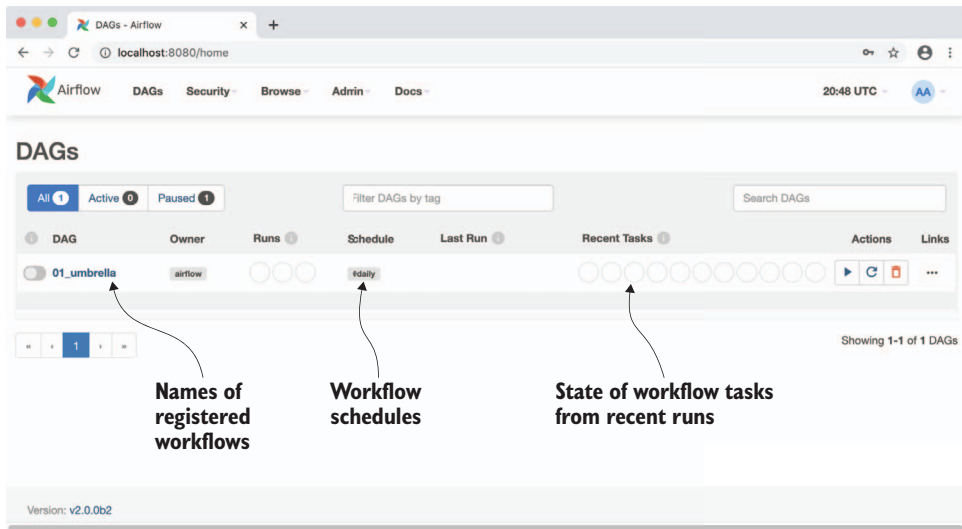 DAGs - Airflow
localhost:8080/home
Airflow DAGs Security Browse Admin Docs 20:48 UTC AA
DAGs
All 1 Active 0 Paused 1 Filter DAGs by tag Search DAGs
DAG Owner Runs Schedule Last Run Recent Tasks Actions Links
01_umbrella airflow @daily
« ‹ 1 › » Showing 1-1 of 1 DAGs
Names of
registered
workflows
Workflow
schedules
State of workflow tasks
from recent runs
Version: v2.0.0b2